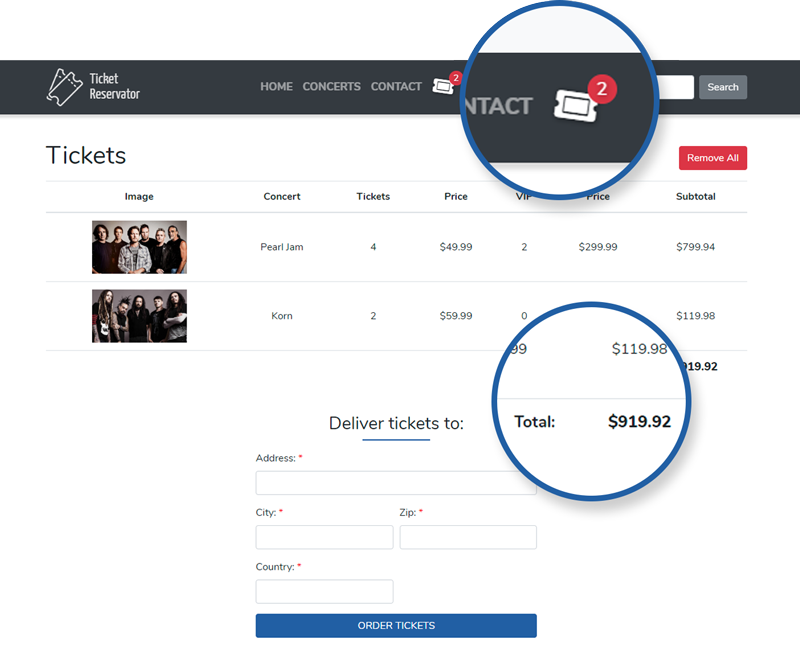 Ticket
Reservator
HOME CONCERTS CONTACT 2
NTACT 2
Search
Tickets
Remove All
Image Concert Tickets Price VIP Price Subtotal
Pearl Jam 4 $49.99 2 $299.99 $799.94
Korn 2 $59.99 0 $119.98
99 $119.98
919.92
Total: $919.92
Deliver tickets to:
Address: *
City: * Zip: *
Country: *
ORDER TICKETS